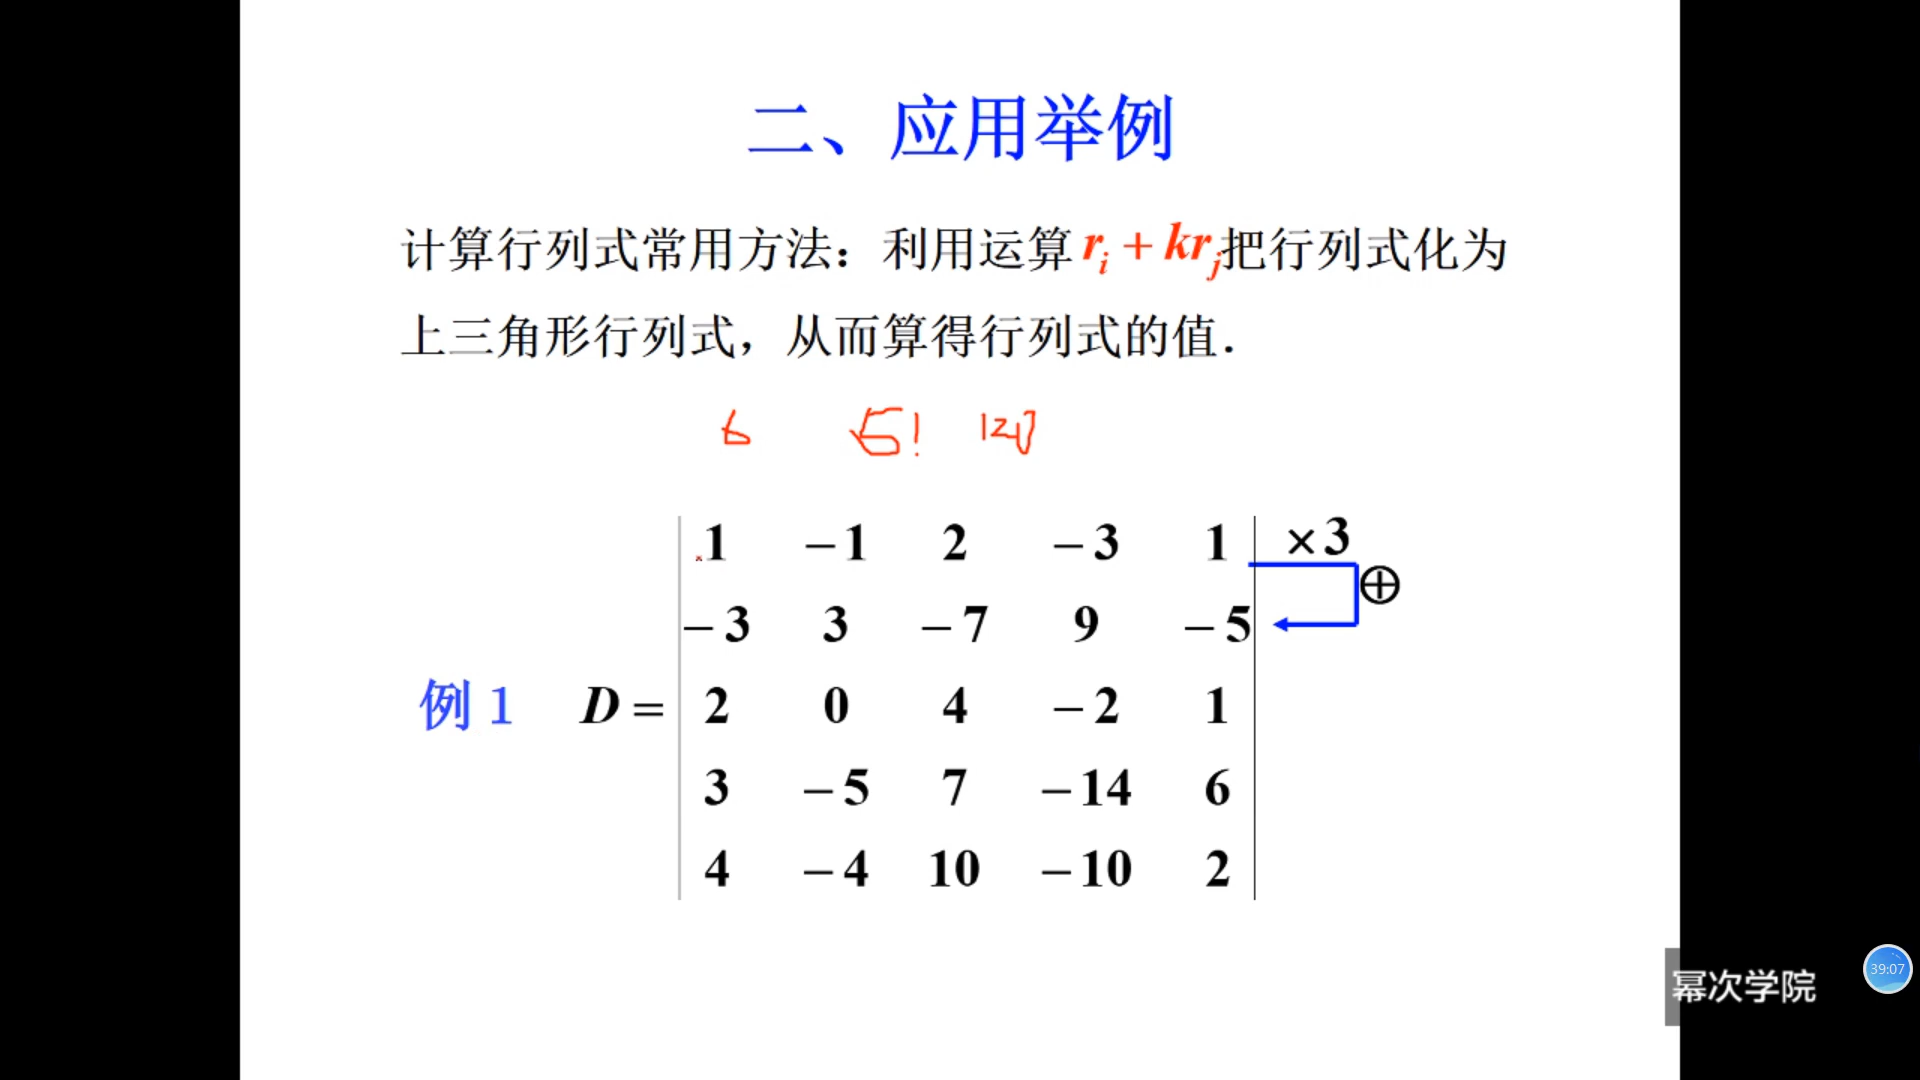 二、应用举例
计算行列式常用方法：利用运算 rᵢ + krⱼ 把行列式化为
上三角形行列式，从而算得行列式的值．
6 5! 120
1 −1 2 −3 1 ×3
⊕
−3 3 −7 9 −5
例 1 D = 2 0 4 −2 1
3 −5 7 −14 6
4 −4 10 −10 2
幂次学院
39:07